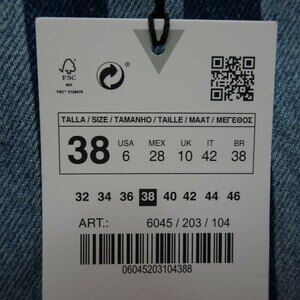 FSC
MIX
FSC® C128475
TALLA / SIZE / TAMANHO / TAILLE / MAAT / ΜΕΓΕΘΟΣ
38 USA 6 MEX 28 UK 10 IT 42 BR 38
32 34 36 38 40 42 44 46
ART.: 6045 / 203 / 104
06045203104388